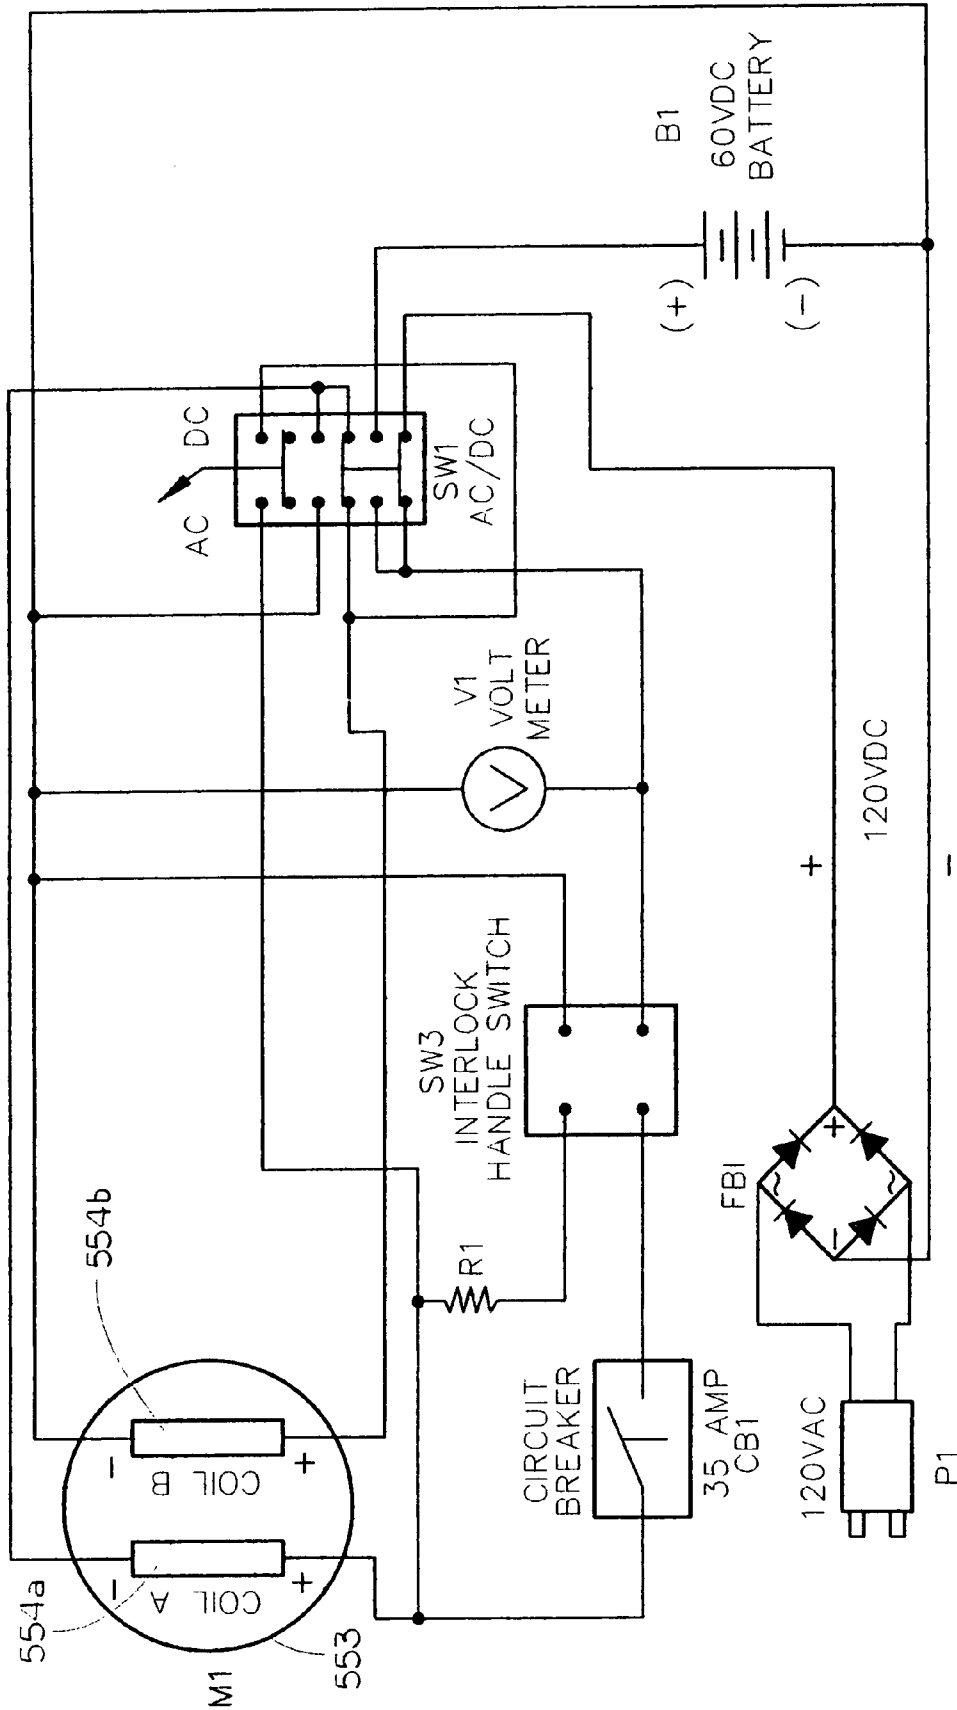 M1
553
554a
554b
COIL A
-
+
COIL B
-
+
CIRCUIT
BREAKER
35 AMP
CB1
R1
SW3
INTERLOCK
HANDLE SWITCH
V1
VOLT
METER
V
AC
DC
SW1
AC/DC
B1
60VDC
BATTERY
(+)
(-)
120VAC
P1
FB1
~
+
-
~
+
120VDC
-